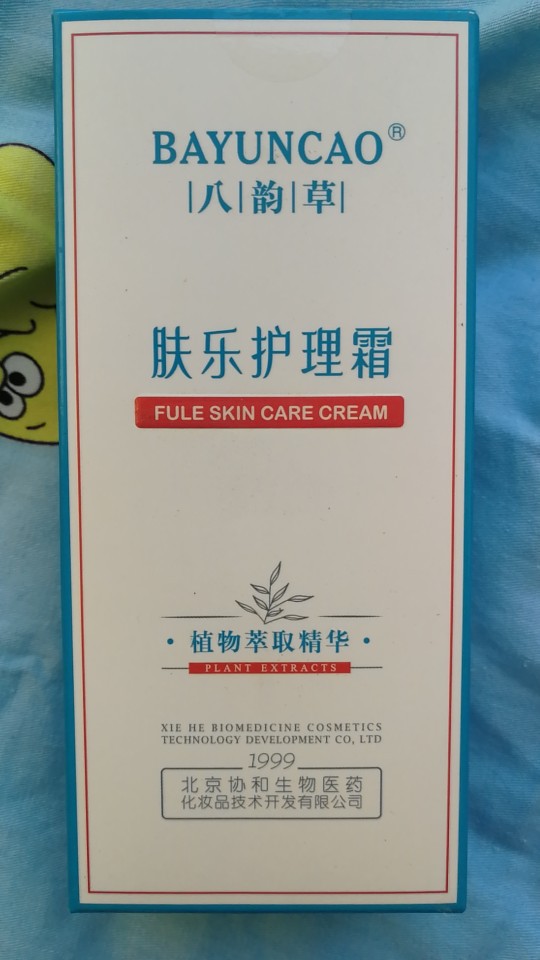 BAYUNCAO®
|八|韵|草|
肤乐护理霜
FULE SKIN CARE CREAM
·植物萃取精华·
PLANT EXTRACTS
XIE HE BIOMEDICINE COSMETICS
TECHNOLOGY DEVELOPMENT CO, LTD
1999
北京协和生物医药
化妆品技术开发有限公司